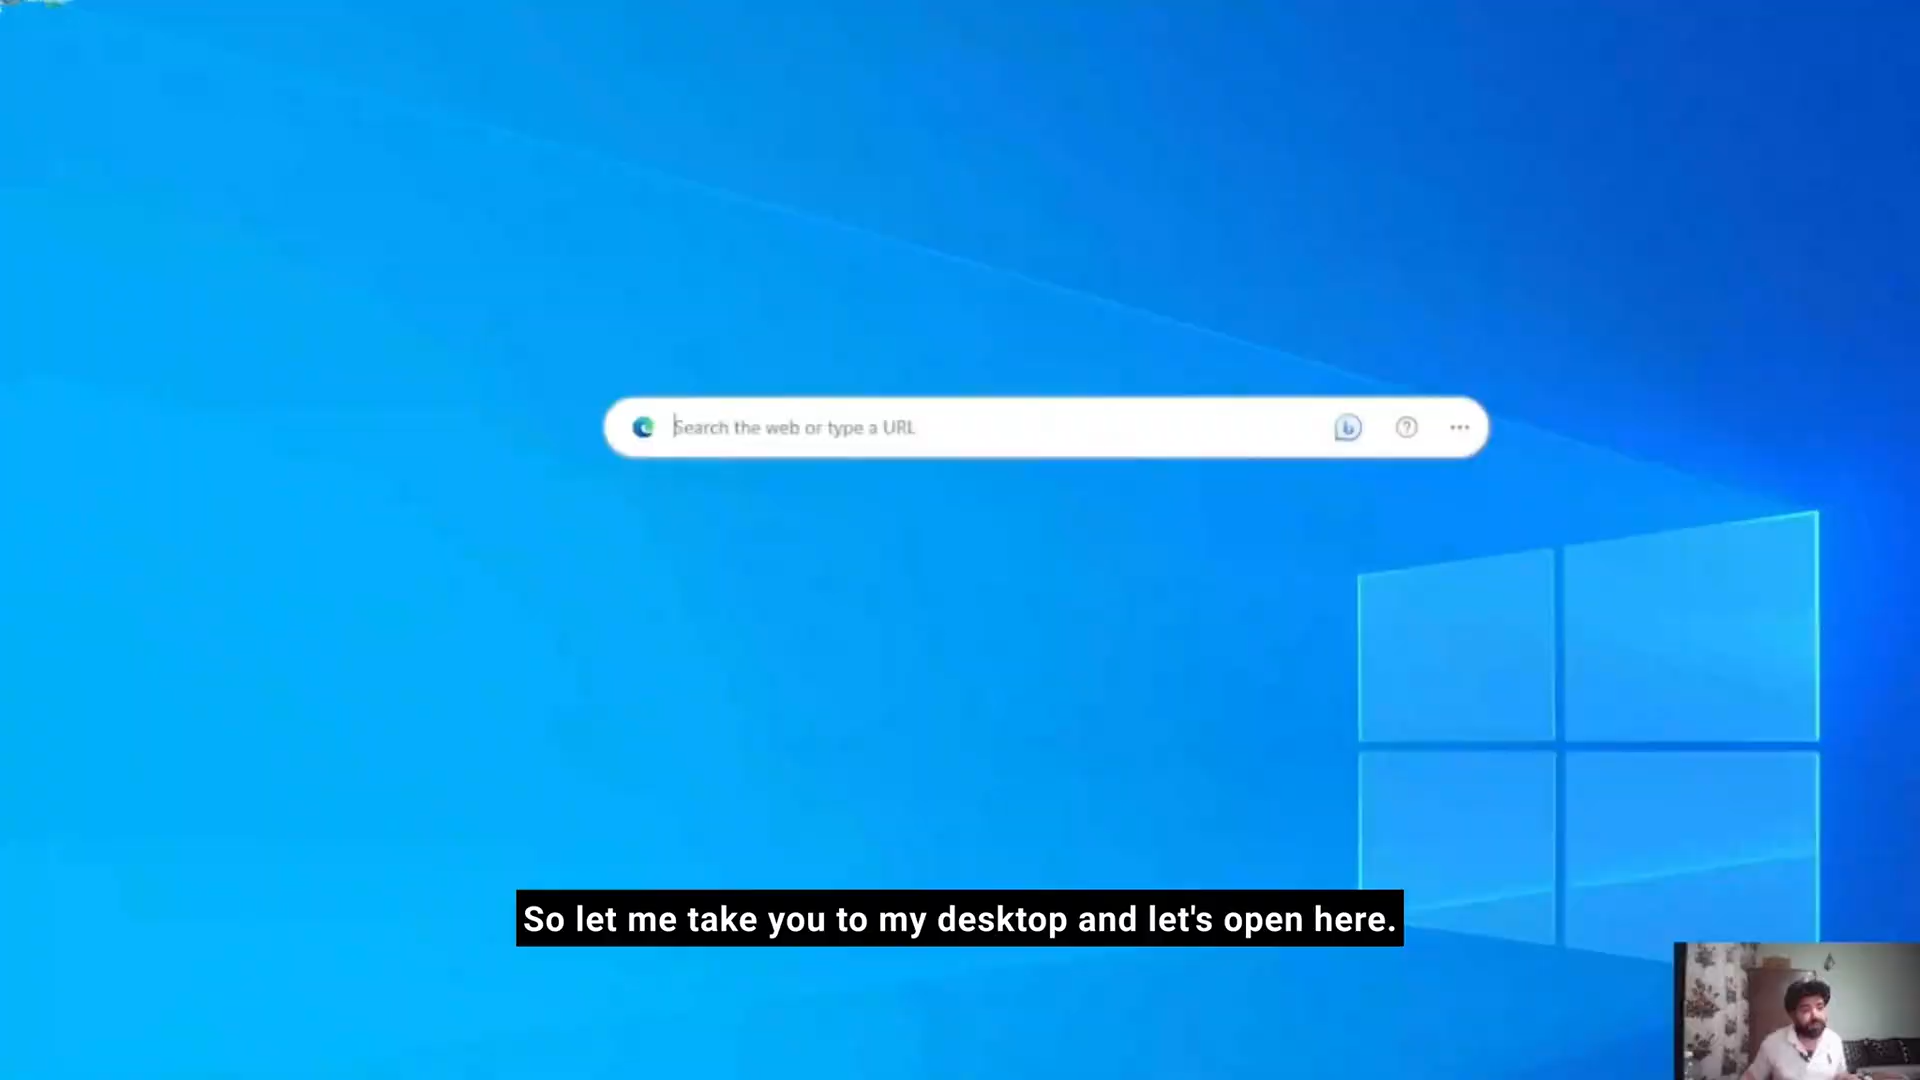 Search the web or type a URL
So let me take you to my desktop and let's open here.